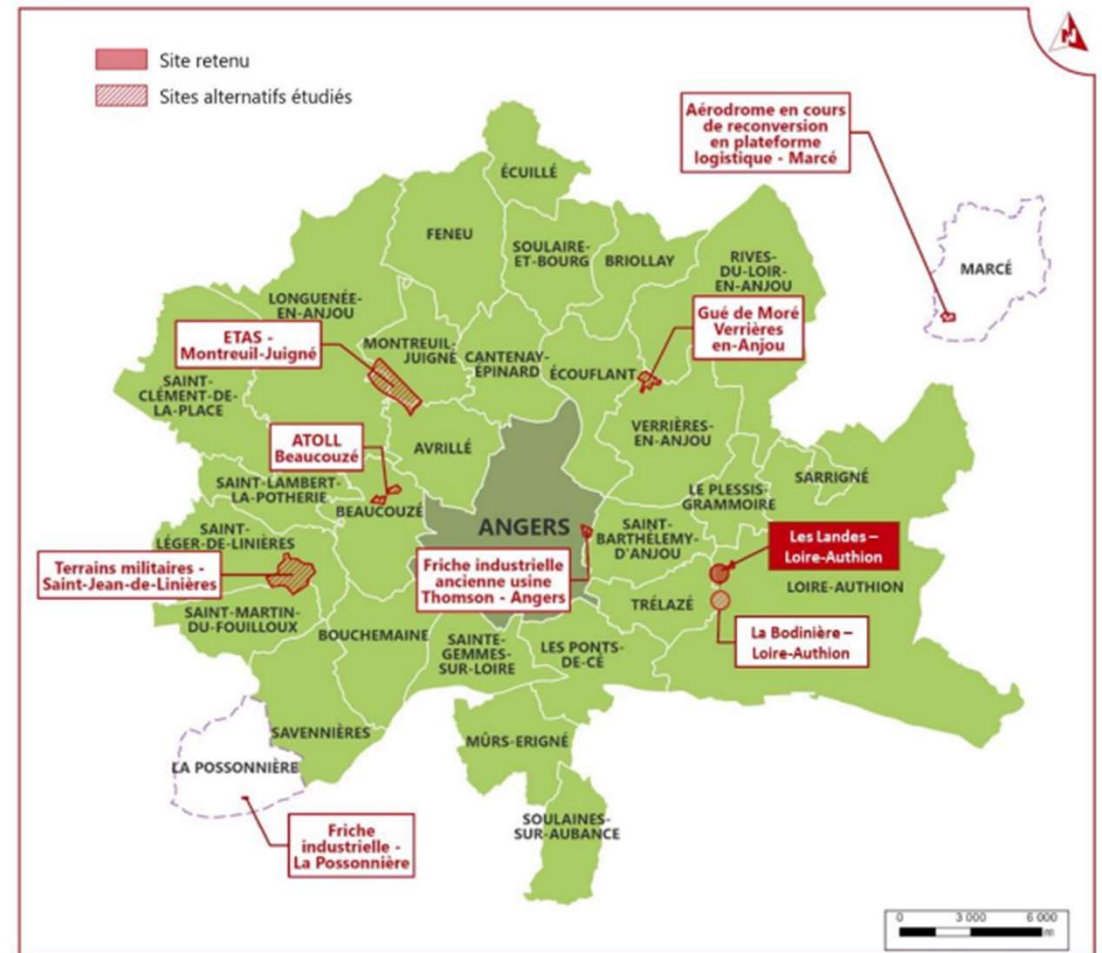 N
Site retenu
Sites alternatifs étudiés
Aérodrome en cours
de reconversion
en plateforme
logistique - Marcé
ÉCUILLÉ
FENEU
SOULAIRE-
ET-BOURG
BRIOLLAY
RIVES-
DU-LOIR-
EN-ANJOU
MARCÉ
LONGUENÉE-
EN-ANJOU
Gué de Moré
Verrières
en-Anjou
ETAS -
Montreuil-Juigné
MONTREUIL-
JUIGNÉ
CANTENAY-
ÉPINARD
ÉCOUFLANT
SAINT-
CLÉMENT-DE-
LA-PLACE
ATOLL
Beaucouzé
AVRILLÉ
VERRIÈRES-
EN-ANJOU
SAINT-LAMBERT-
LA-POTHERIE
BEAUCOUZÉ
LE PLESSIS-
GRAMMOIRE
SARRIGNÉ
SAINT-
LÉGER-DE-LINIÈRES
ANGERS
SAINT-
BARTHÉLEMY-
D'ANJOU
Les Landes –
Loire-Authion
Terrains militaires -
Saint-Jean-de-Linières
Friche industrielle
ancienne usine
Thomson - Angers
LOIRE-AUTHION
TRÉLAZÉ
SAINT-MARTIN-
DU-FOUILLOUX
BOUCHEMAINE
SAINTE-
GEMMES-
SUR-LOIRE
LES PONTS-
DE-CÉ
La Bodinière –
Loire-Authion
SAVENNIÈRES
MÛRS-ERIGNÉ
LA POSSONNIÈRE
SOULAINES-
SUR-AUBANCE
Friche
industrielle -
La Possonnière
0 3 000 6 000
m